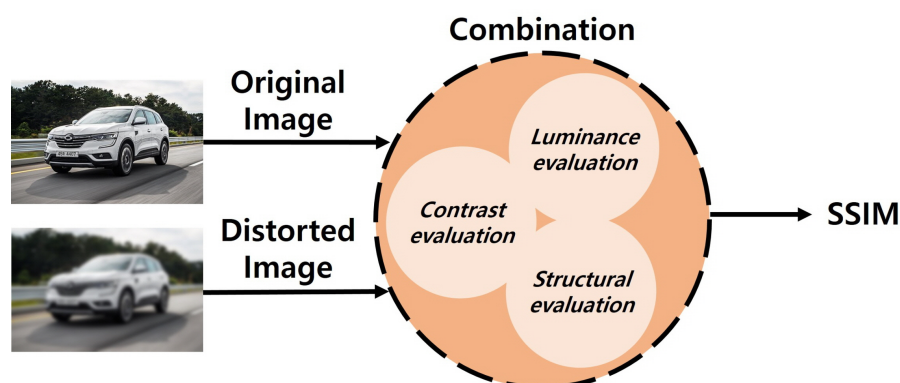 Combination
Original
Image
Luminance
evaluation
Contrast
evaluation
SSIM
Distorted
Image
Structural
evaluation